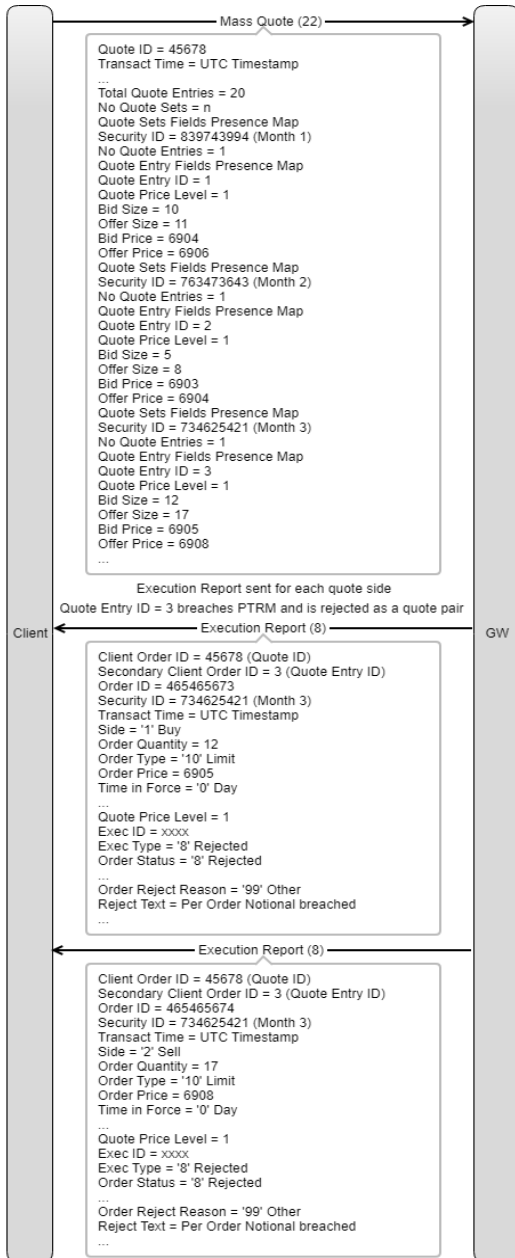 Mass Quote (22)
Quote ID = 45678
Transact Time = UTC Timestamp
...
Total Quote Entries = 20
No Quote Sets = n
Quote Sets Fields Presence Map
Security ID = 839743994 (Month 1)
No Quote Entries = 1
Quote Entry Fields Presence Map
Quote Entry ID = 1
Quote Price Level = 1
Bid Size = 10
Offer Size = 11
Bid Price = 6904
Offer Price = 6906
Quote Sets Fields Presence Map
Security ID = 763473643 (Month 2)
No Quote Entries = 1
Quote Entry Fields Presence Map
Quote Entry ID = 2
Quote Price Level = 1
Bid Size = 5
Offer Size = 8
Bid Price = 6903
Offer Price = 6904
Quote Sets Fields Presence Map
Security ID = 734625421 (Month 3)
No Quote Entries = 1
Quote Entry Fields Presence Map
Quote Entry ID = 3
Quote Price Level = 1
Bid Size = 12
Offer Size = 17
Bid Price = 6905
Offer Price = 6908
...
Execution Report sent for each quote side
Quote Entry ID = 3 breaches PTRM and is rejected as a quote pair
Client
GW
Execution Report (8)
Client Order ID = 45678 (Quote ID)
Secondary Client Order ID = 3 (Quote Entry ID)
Order ID = 465465673
Security ID = 734625421 (Month 3)
Transact Time = UTC Timestamp
Side = '1' Buy
Order Quantity = 12
Order Type = '10' Limit
Order Price = 6905
Time in Force = '0' Day
...
Quote Price Level = 1
Exec ID = xxxx
Exec Type = '8' Rejected
Order Status = '8' Rejected
...
Order Reject Reason = '99' Other
Reject Text = Per Order Notional breached
...
Execution Report (8)
Client Order ID = 45678 (Quote ID)
Secondary Client Order ID = 3 (Quote Entry ID)
Order ID = 465465674
Security ID = 734625421 (Month 3)
Transact Time = UTC Timestamp
Side = '2' Sell
Order Quantity = 17
Order Type = '10' Limit
Order Price = 6908
Time in Force = '0' Day
...
Quote Price Level = 1
Exec ID = xxxx
Exec Type = '8' Rejected
Order Status = '8' Rejected
...
Order Reject Reason = '99' Other
Reject Text = Per Order Notional breached
...